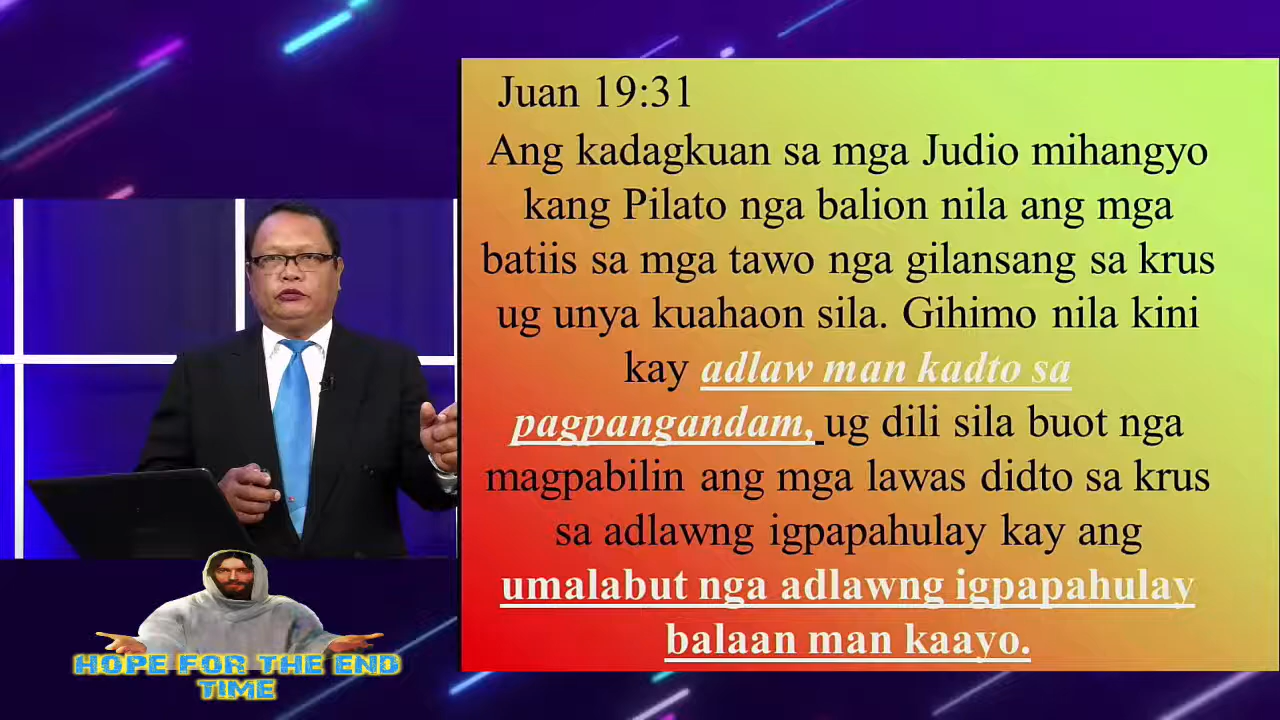 Juan 19:31
Ang kadagkuan sa mga Judio mihangyo
kang Pilato nga balion nila ang mga
batiis sa mga tawo nga gilansang sa krus
ug unya kuahaon sila. Gihimo nila kini
kay adlaw man kadto sa
pagpangandam, ug dili sila buot nga
magpabilin ang mga lawas didto sa krus
sa adlawng igpapahulay kay ang
umalabut nga adlawng igpapahulay
balaan man kaayo.
HOPE FOR THE END
TIME